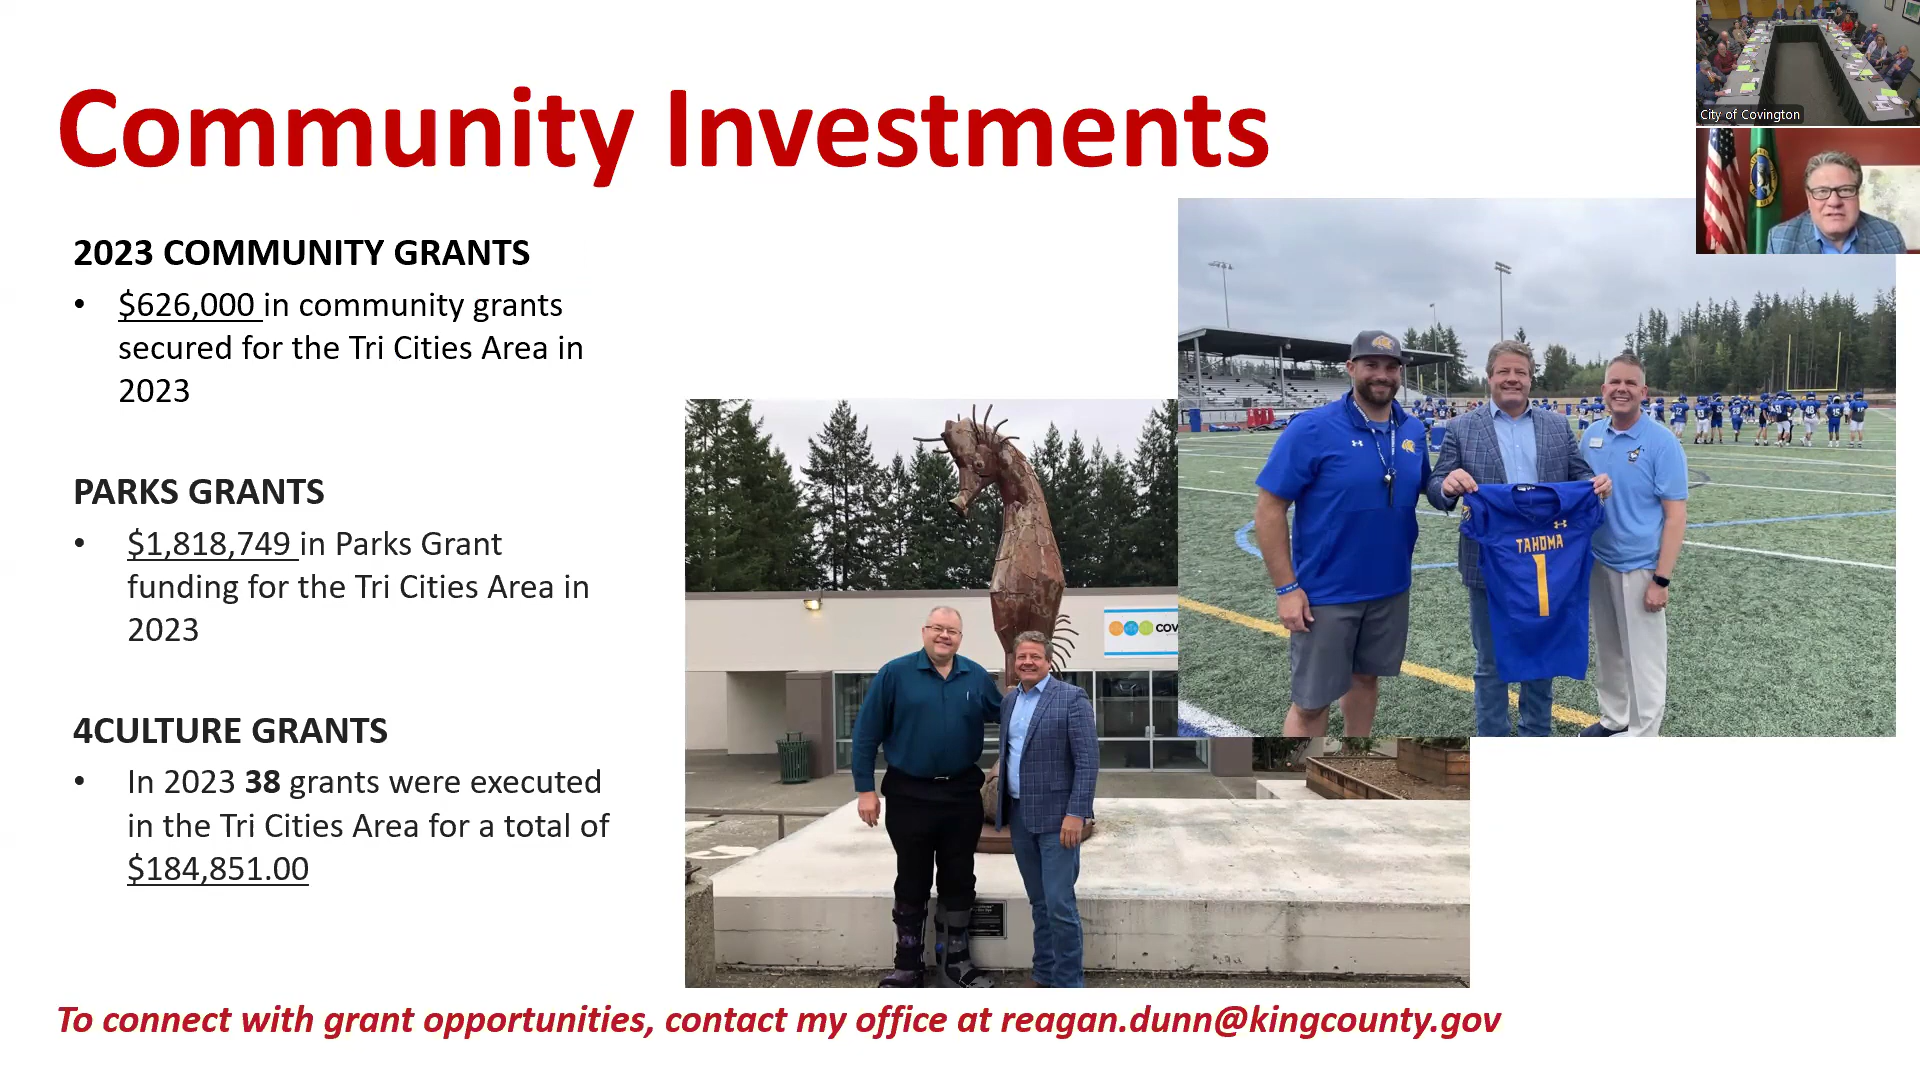 Community Investments
2023 COMMUNITY GRANTS
• $626,000 in community grants
secured for the Tri Cities Area in
2023
PARKS GRANTS
• $1,818,749 in Parks Grant
funding for the Tri Cities Area in
2023
4CULTURE GRANTS
• In 2023 38 grants were executed
in the Tri Cities Area for a total of
$184,851.00
To connect with grant opportunities, contact my office at reagan.dunn@kingcounty.gov
City of Covington
TAHOMA
1
COV